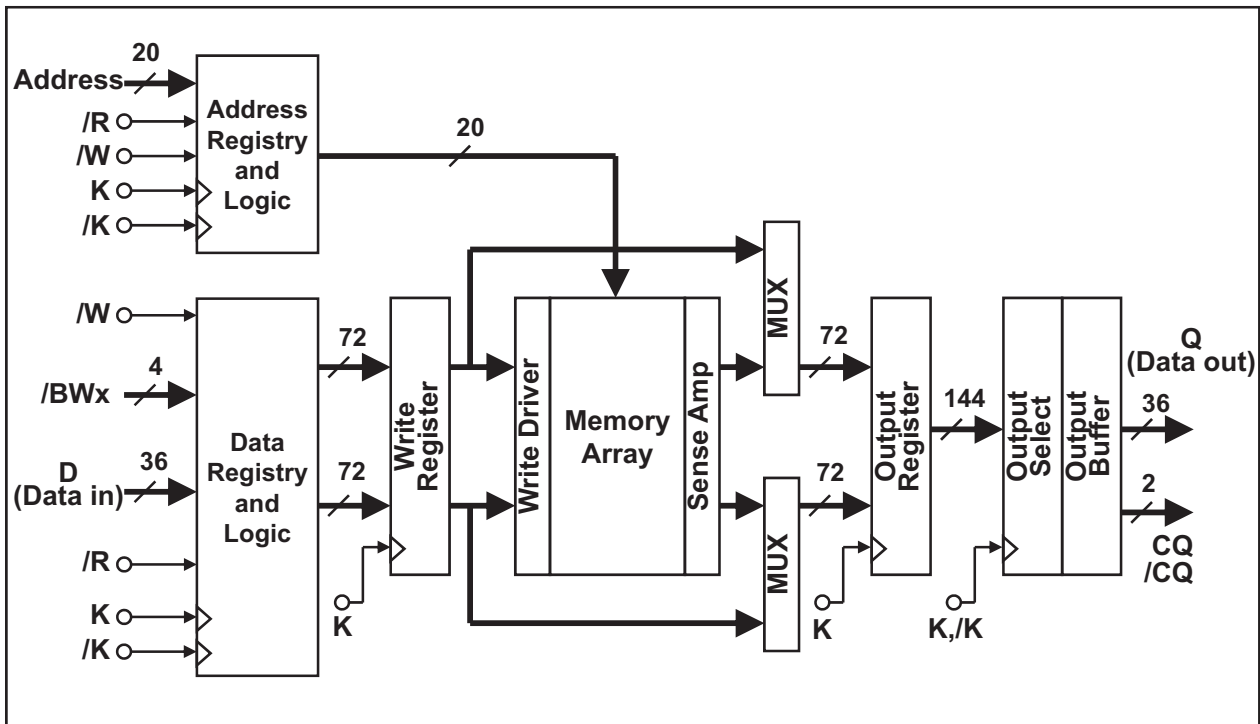 20
Address
/R
/W
K
/K
Address
Registry
and
Logic
20
/W
/BWx
4
D
(Data in)
36
/R
K
/K
Data
Registry
and
Logic
72
72
Write
Register
K
Write Driver
Memory
Array
Sense Amp
MUX
MUX
72
72
Output
Register
K
144
Output
Select
K,/K
Output
Buffer
Q
(Data out)
36
2
CQ
/CQ